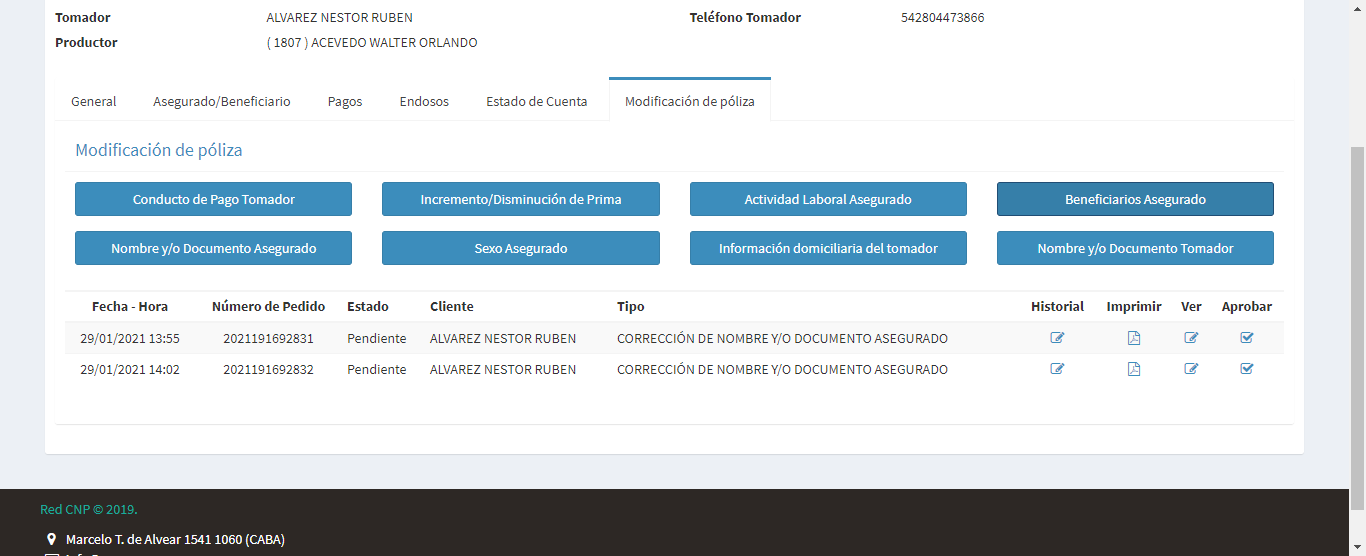 Tomador ALVAREZ NESTOR RUBEN Teléfono Tomador 542804473866
Productor ( 1807 ) ACEVEDO WALTER ORLANDO
General Asegurado/Beneficiario Pagos Endosos Estado de Cuenta Modificación de póliza
Modificación de póliza
Conducto de Pago Tomador Incremento/Disminución de Prima Actividad Laboral Asegurado Beneficiarios Asegurado
Nombre y/o Documento Asegurado Sexo Asegurado Información domiciliaria del tomador Nombre y/o Documento Tomador
Fecha - Hora Número de Pedido Estado Cliente Tipo Historial Imprimir Ver Aprobar
29/01/2021 13:55 2021191692831 Pendiente ALVAREZ NESTOR RUBEN CORRECCIÓN DE NOMBRE Y/O DOCUMENTO ASEGURADO
29/01/2021 14:02 2021191692832 Pendiente ALVAREZ NESTOR RUBEN CORRECCIÓN DE NOMBRE Y/O DOCUMENTO ASEGURADO
Red CNP © 2019.
Marcelo T. de Alvear 1541 1060 (CABA)